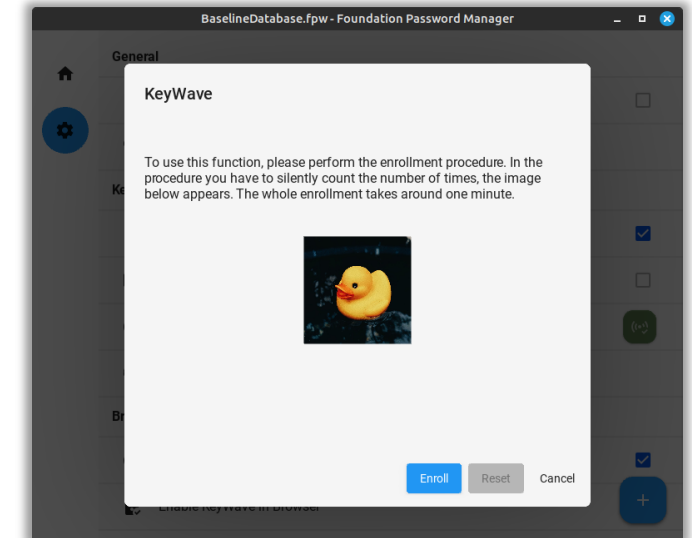 BaselineDatabase.fpw - Foundation Password Manager
General
KeyWave
To use this function, please perform the enrollment procedure. In the
procedure you have to silently count the number of times, the image
below appears. The whole enrollment takes around one minute.
Enroll Reset Cancel
Enable KeyWave in Browser